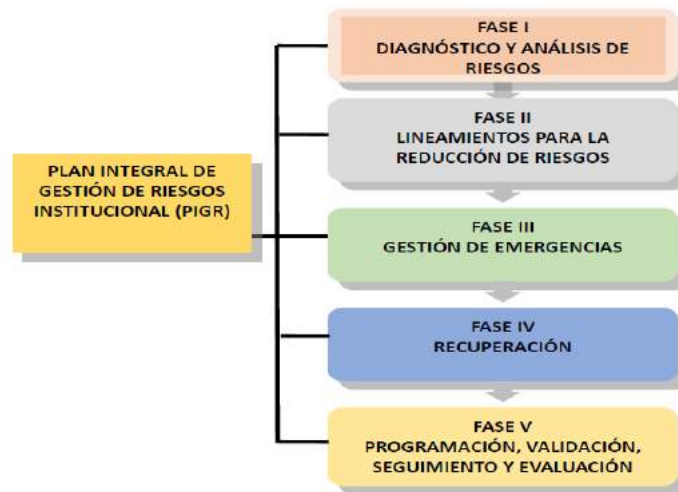 PLAN INTEGRAL DE
GESTIÓN DE RIESGOS
INSTITUCIONAL (PIGR)
FASE I
DIAGNÓSTICO Y ANÁLISIS DE
RIESGOS
FASE II
LINEAMIENTOS PARA LA
REDUCCIÓN DE RIESGOS
FASE III
GESTIÓN DE EMERGENCIAS
FASE IV
RECUPERACIÓN
FASE V
PROGRAMACIÓN, VALIDACIÓN,
SEGUIMIENTO Y EVALUACIÓN